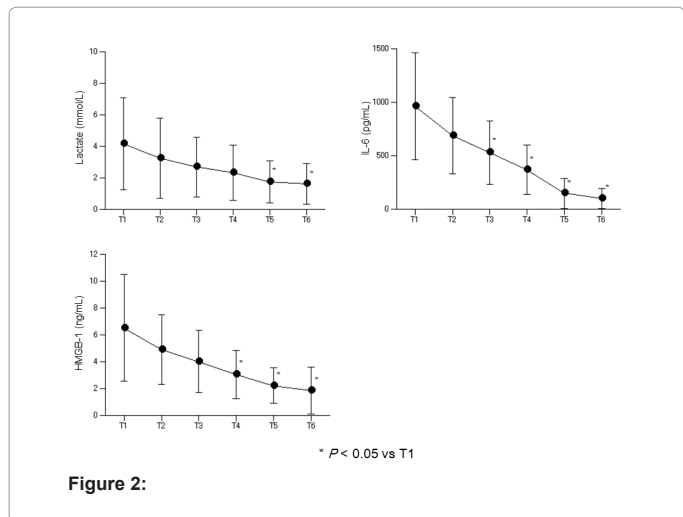 10
8
6
4
2
0
Lactate (mmol/L)
* *
T1 T2 T3 T4 T5 T6
1500
1000
500
0
IL-6 (pg/mL)
* * * *
T1 T2 T3 T4 T5 T6
12
10
8
6
4
2
0
HMGB-1 (ng/mL)
* * *
T1 T2 T3 T4 T5 T6
* P < 0.05 vs T1
Figure 2: